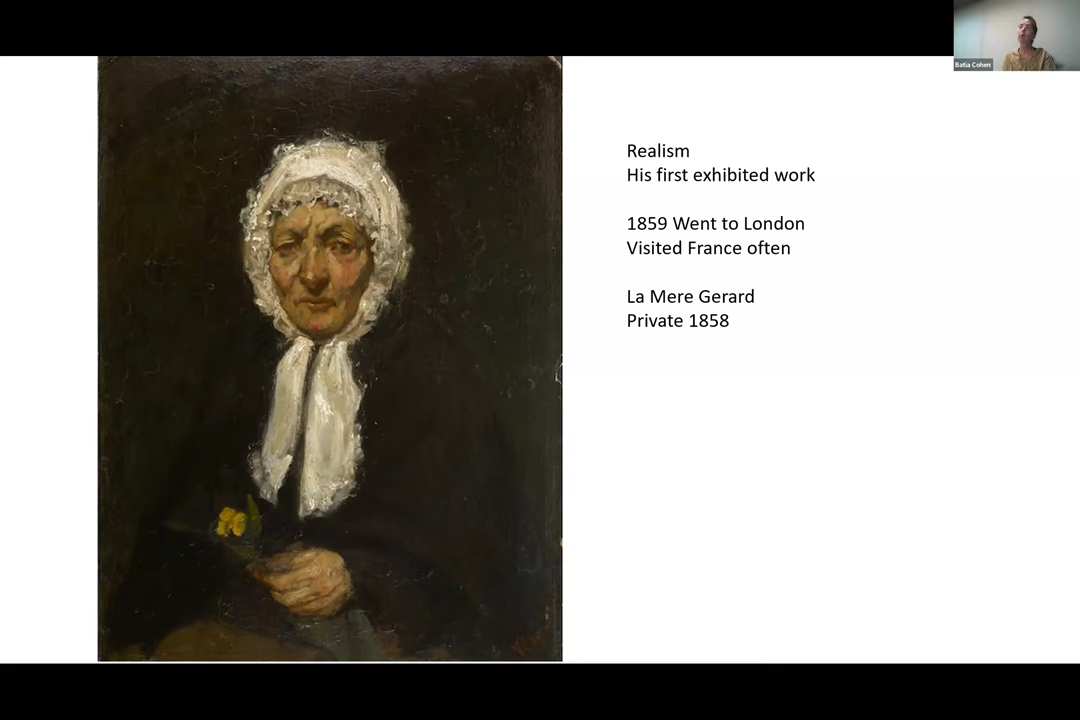 Batia Cohen
Realism
His first exhibited work
1859 Went to London
Visited France often
La Mere Gerard
Private 1858